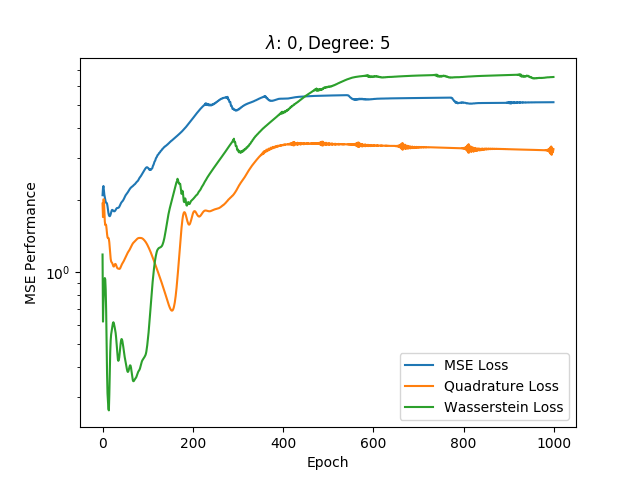 λ: 0, Degree: 5
MSE Performance
10⁰
MSE Loss
Quadrature Loss
Wasserstein Loss
0 200 400 600 800 1000
Epoch